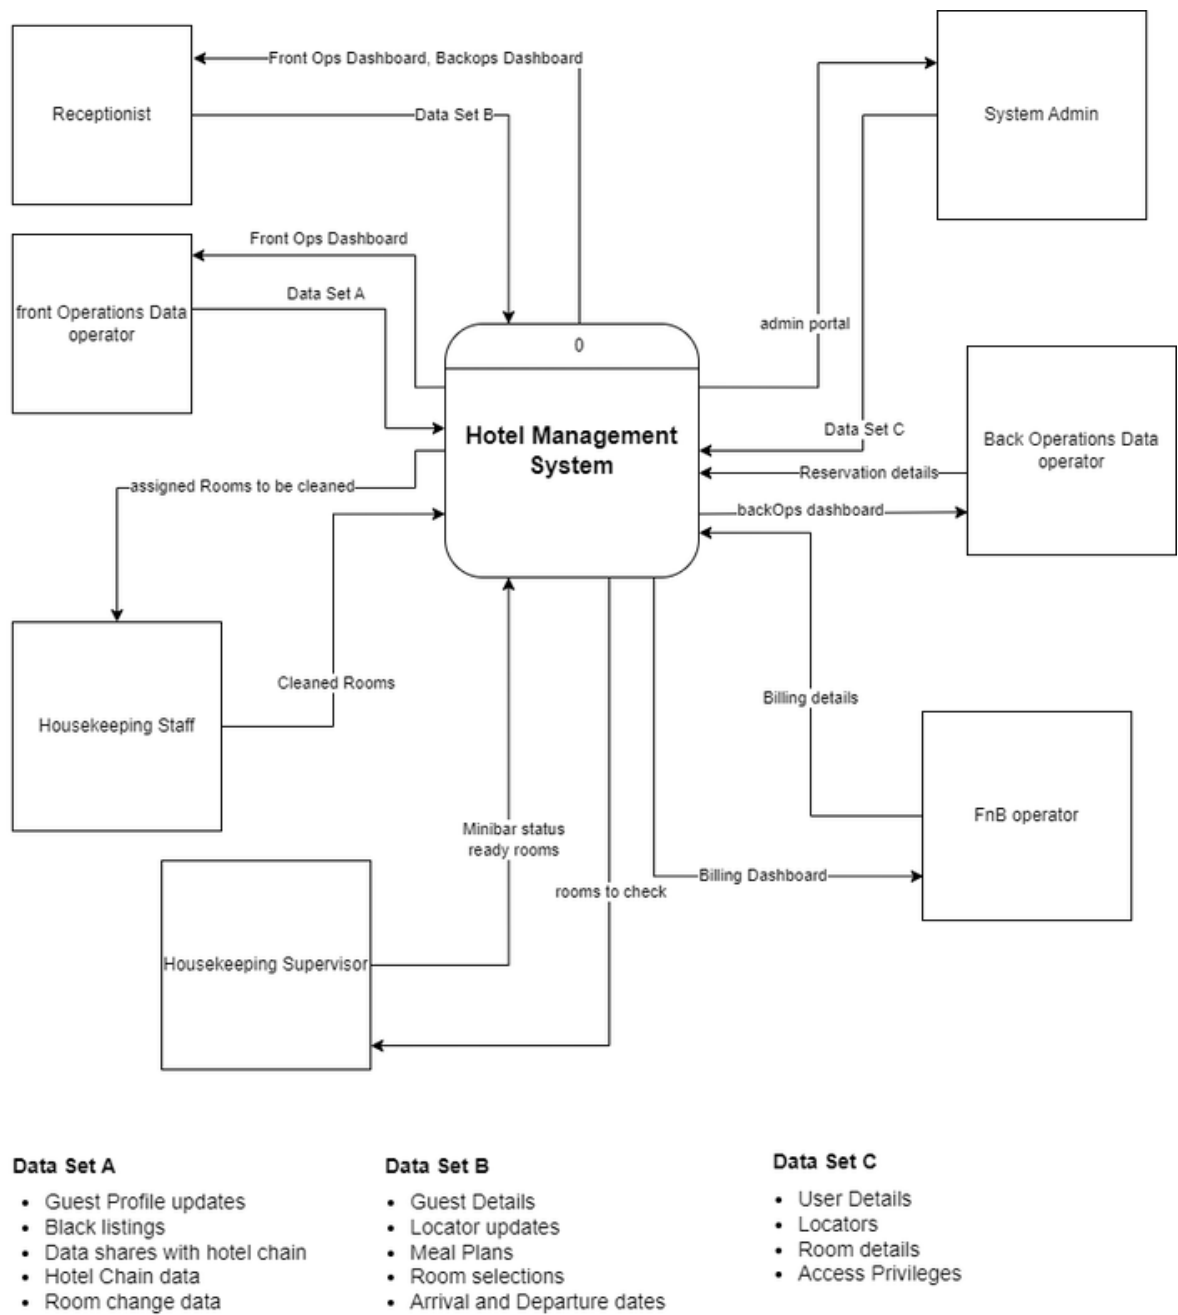 Front Ops Dashboard, Backops Dashboard
Receptionist
Data Set B
System Admin
Front Ops Dashboard
Data Set A
front Operations Data
operator
admin portal
0
Hotel Management
System
Data Set C
Back Operations Data
operator
Reservation details
assigned Rooms to be cleaned
backOps dashboard
Cleaned Rooms
Billing details
Housekeeping Staff
FnB operator
Minibar status
ready rooms
Billing Dashboard
rooms to check
Housekeeping Supervisor
Data Set A
• Guest Profile updates
• Black listings
• Data shares with hotel chain
• Hotel Chain data
• Room change data
Data Set B
• Guest Details
• Locator updates
• Meal Plans
• Room selections
• Arrival and Departure dates
Data Set C
• User Details
• Locators
• Room details
• Access Privileges